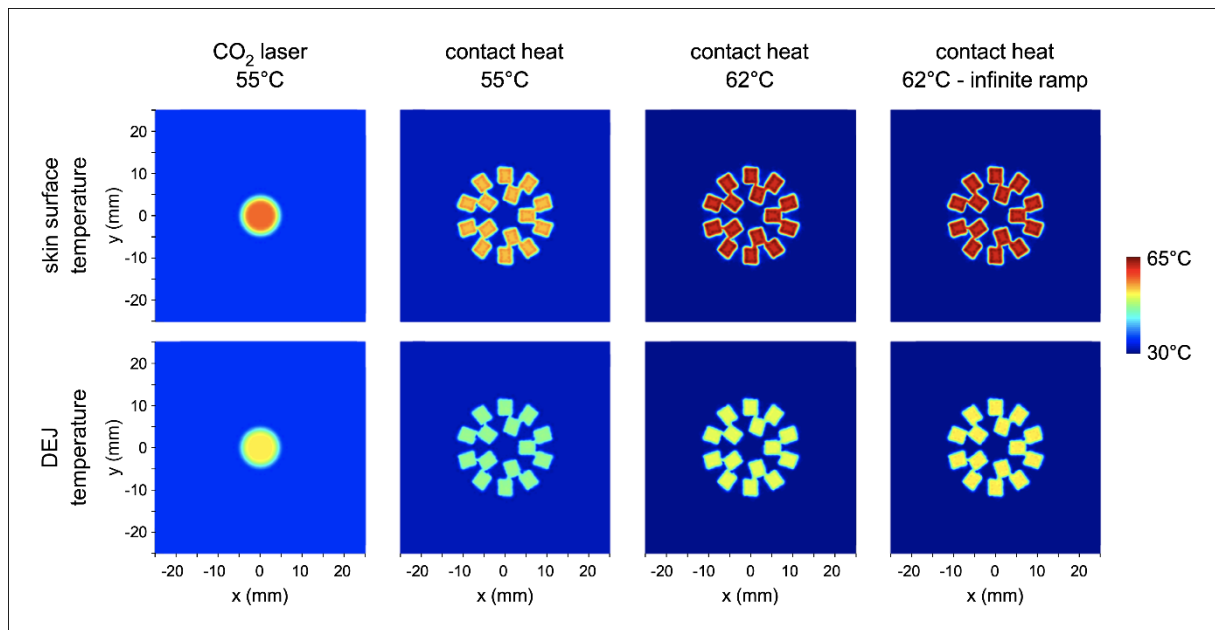 CO₂ laser
55°C
contact heat
55°C
contact heat
62°C
contact heat
62°C - infinite ramp
skin surface
temperature
y (mm)
20
10
0
-10
-20
65°C
30°C
DEJ
temperature
y (mm)
20
10
0
-10
-20
-20 -10 0 10 20
x (mm)
-20 -10 0 10 20
x (mm)
-20 -10 0 10 20
x (mm)
-20 -10 0 10 20
x (mm)